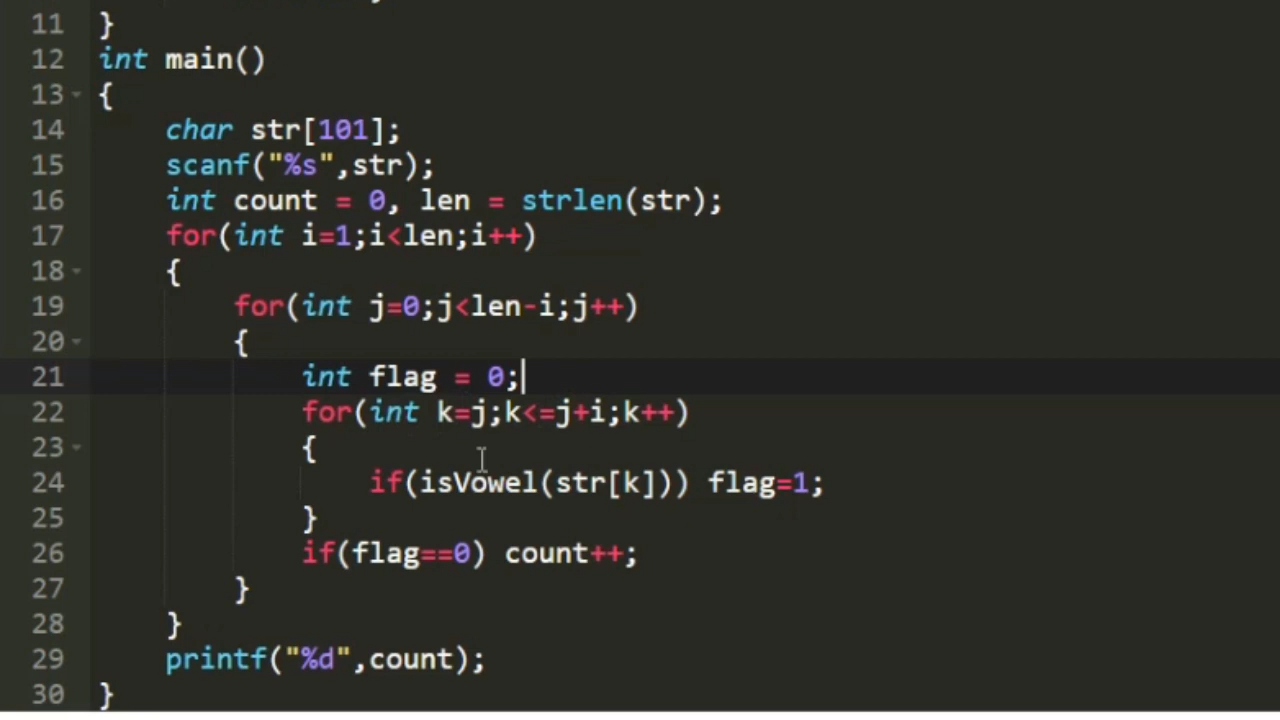 11 }
12 int main()
13 {
14 char str[101];
15 scanf("%s",str);
16 int count = 0, len = strlen(str);
17 for(int i=1;i<len;i++)
18 {
19 for(int j=0;j<len-i;j++)
20 {
21 int flag = 0;
22 for(int k=j;k<=j+i;k++)
23 {
24 if(isVowel(str[k])) flag=1;
25 }
26 if(flag==0) count++;
27 }
28 }
29 printf("%d",count);
30 }